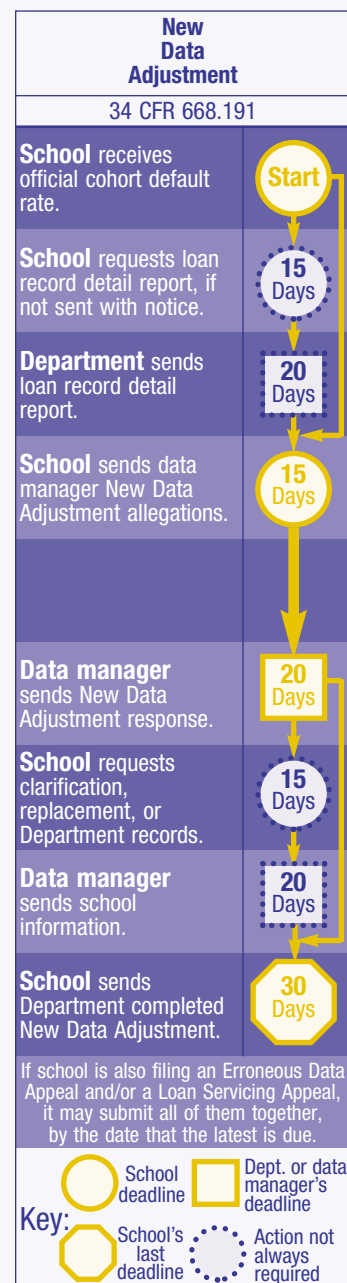 New
Data
Adjustment
34 CFR 668.191
School receives
official cohort default
rate.
Start
School requests loan
record detail report, if
not sent with notice.
15
Days
Department sends
loan record detail
report.
20
Days
School sends data
manager New Data
Adjustment allegations.
15
Days
Data manager
sends New Data
Adjustment response.
20
Days
School requests
clarification,
replacement, or
Department records.
15
Days
Data manager
sends school
information.
20
Days
School sends
Department completed
New Data Adjustment.
30
Days
If school is also filing an Erroneous Data
Appeal and/or a Loan Servicing Appeal,
it may submit all of them together,
by the date that the latest is due.
Key:
School
deadline
Dept. or data
manager's
deadline
School's
last
deadline
Action not
always
required